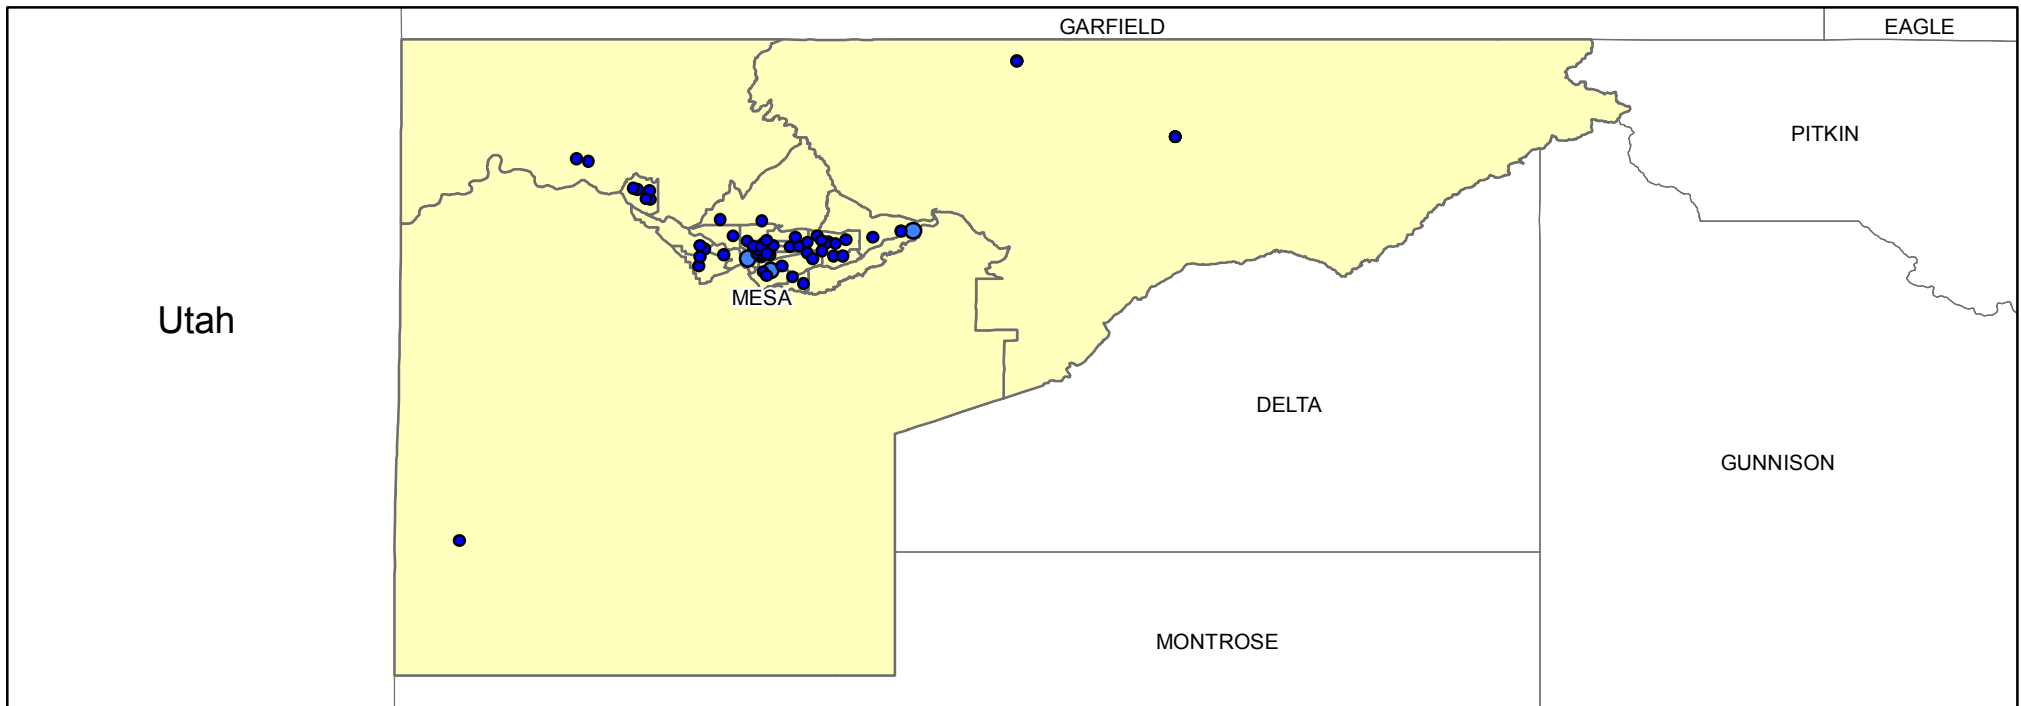 GARFIELD
EAGLE
PITKIN
MESA
Utah
DELTA
GUNNISON
MONTROSE